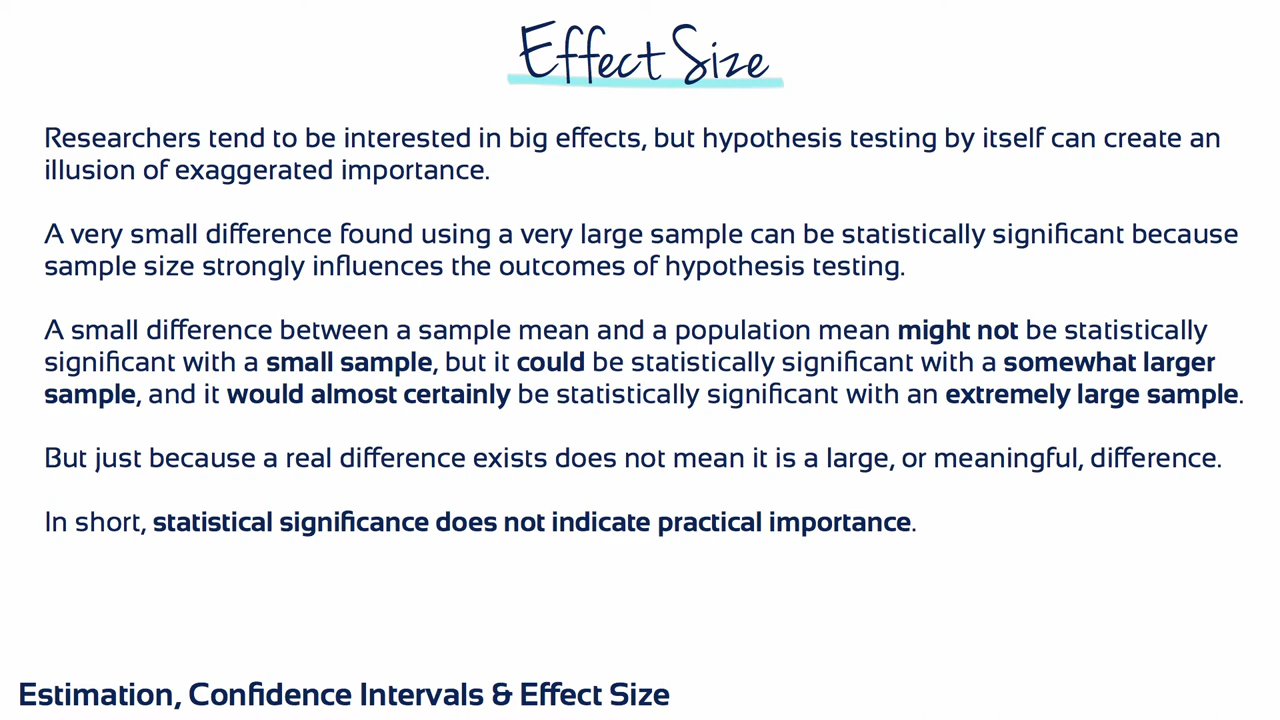 Effect Size
Researchers tend to be interested in big effects, but hypothesis testing by itself can create an
illusion of exaggerated importance.
A very small difference found using a very large sample can be statistically significant because
sample size strongly influences the outcomes of hypothesis testing.
A small difference between a sample mean and a population mean might not be statistically
significant with a small sample, but it could be statistically significant with a somewhat larger
sample, and it would almost certainly be statistically significant with an extremely large sample.
But just because a real difference exists does not mean it is a large, or meaningful, difference.
In short, statistical significance does not indicate practical importance.
Estimation, Confidence Intervals & Effect Size